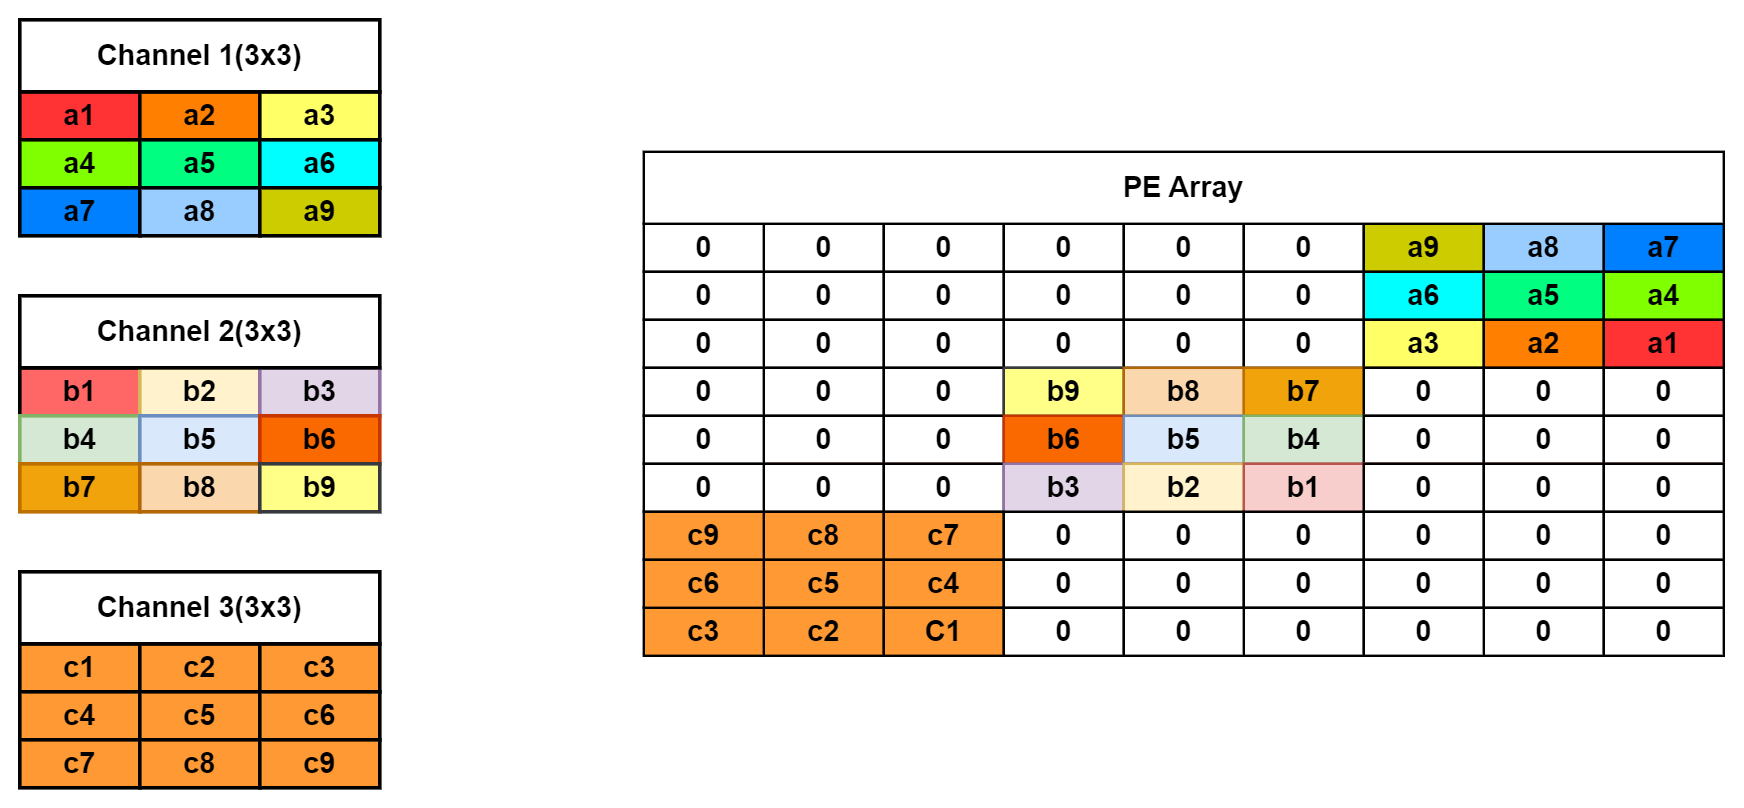 Channel 1(3x3)
a1 a2 a3
a4 a5 a6
a7 a8 a9
Channel 2(3x3)
b1 b2 b3
b4 b5 b6
b7 b8 b9
Channel 3(3x3)
c1 c2 c3
c4 c5 c6
c7 c8 c9
PE Array
0 0 0 0 0 0 a9 a8 a7
0 0 0 0 0 0 a6 a5 a4
0 0 0 0 0 0 a3 a2 a1
0 0 0 b9 b8 b7 0 0 0
0 0 0 b6 b5 b4 0 0 0
0 0 0 b3 b2 b1 0 0 0
c9 c8 c7 0 0 0 0 0 0
c6 c5 c4 0 0 0 0 0 0
c3 c2 C1 0 0 0 0 0 0